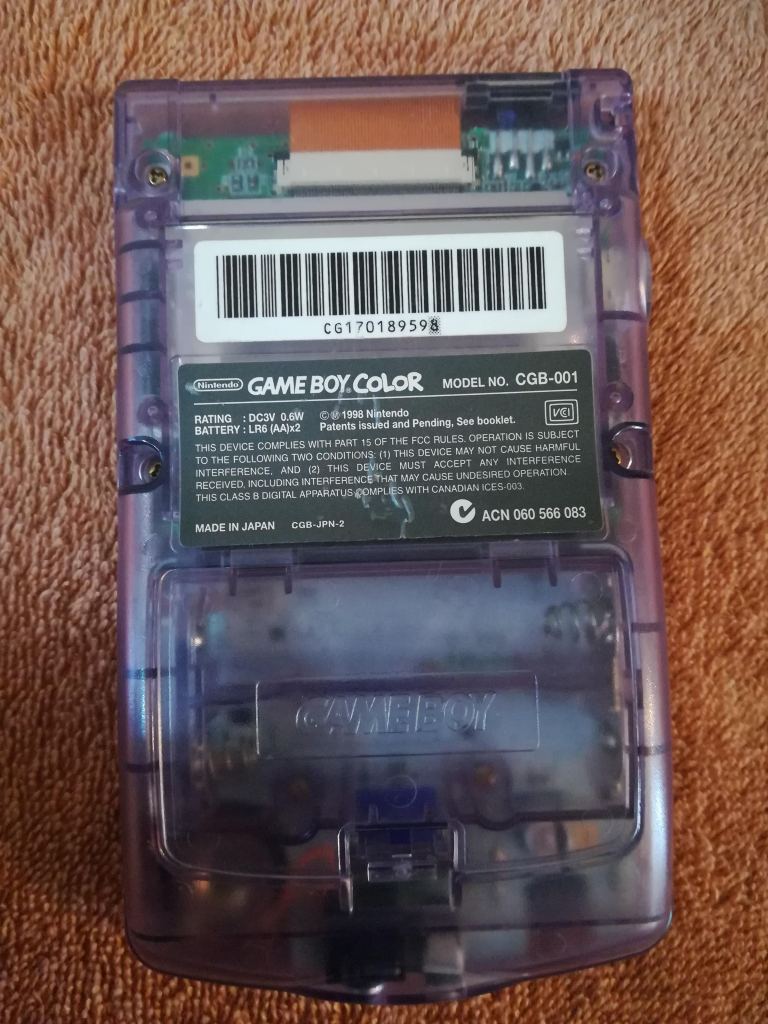 CG170189598
Nintendo GAME BOY COLOR MODEL NO. CGB-001
RATING : DC3V 0.6W © Ⓜ 1998 Nintendo
BATTERY : LR6 (AA)x2 Patents issued and Pending, See booklet.
VCI
THIS DEVICE COMPLIES WITH PART 15 OF THE FCC RULES. OPERATION IS SUBJECT
TO THE FOLLOWING TWO CONDITIONS: (1) THIS DEVICE MAY NOT CAUSE HARMFUL
INTERFERENCE, AND (2) THIS DEVICE MUST ACCEPT ANY INTERFERENCE
RECEIVED, INCLUDING INTERFERENCE THAT MAY CAUSE UNDESIRED OPERATION.
THIS CLASS B DIGITAL APPARATUS COMPLIES WITH CANADIAN ICES-003.
ACN 060 566 083
MADE IN JAPAN CGB-JPN-2
GAME BOY